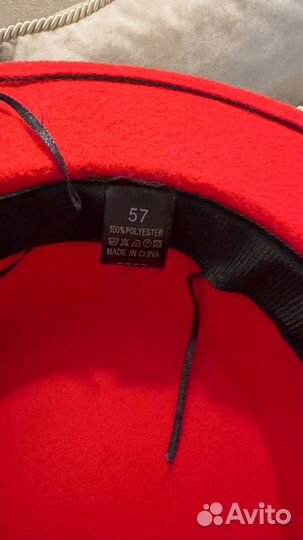 57
100%POLYESTER
MADE IN CHINA
Avito